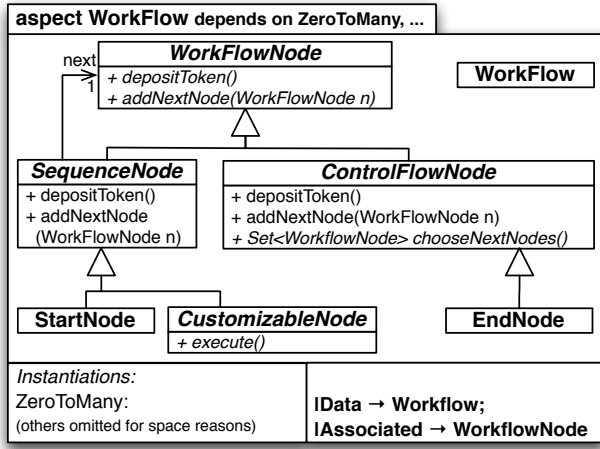 aspect WorkFlow depends on ZeroToMany, ...
WorkFlowNode
+ depositToken()
+ addNextNode(WorkFlowNode n)
next
1
WorkFlow
SequenceNode
+ depositToken()
+ addNextNode
(WorkFlowNode n)
ControlFlowNode
+ depositToken()
+ addNextNode(WorkFlowNode n)
+ Set<WorkflowNode> chooseNextNodes()
StartNode
CustomizableNode
+ execute()
EndNode
Instantiations:
ZeroToMany:
(others omitted for space reasons)
|Data → Workflow;
|Associated → WorkflowNode